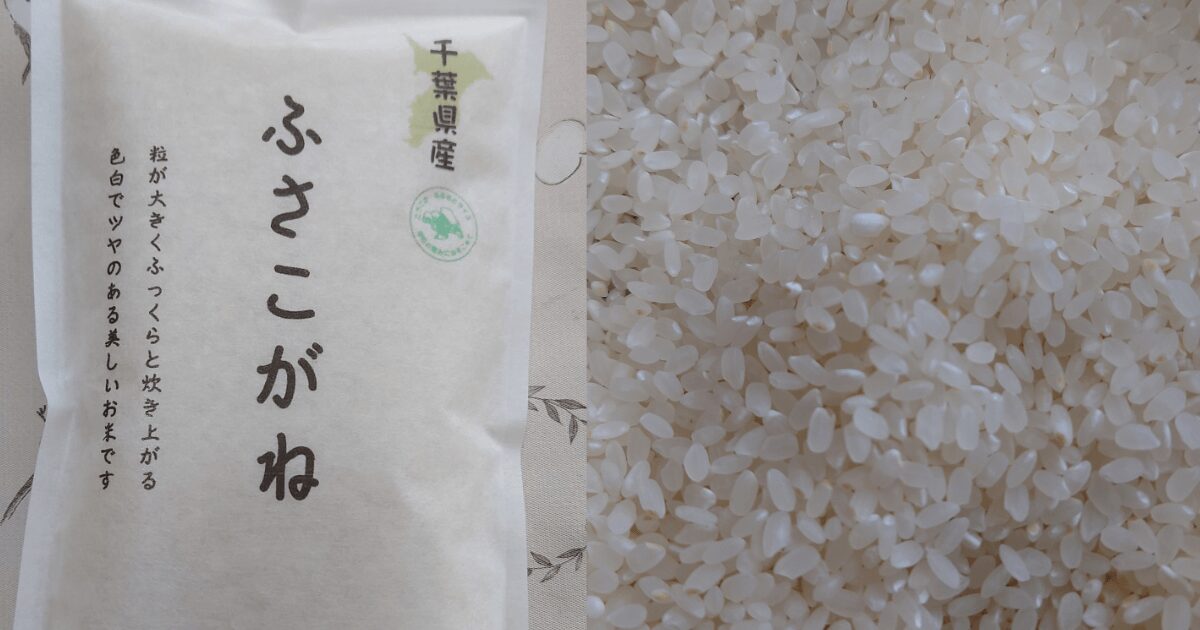 千葉県産
ふさこがね
粒が大きくふっくらと炊き上がる
色白でツヤのある美しいお米です